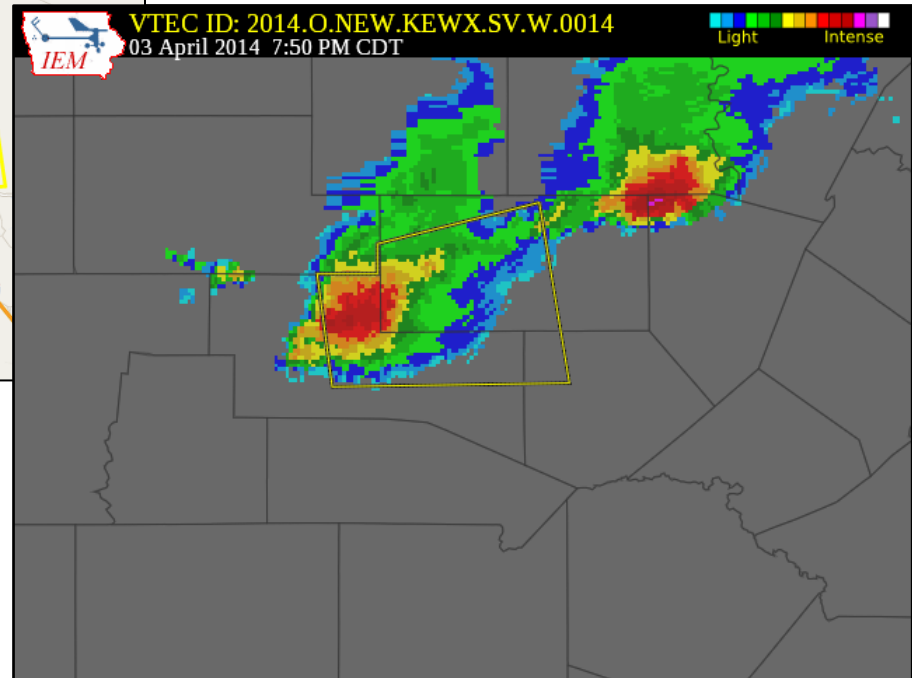 VTEC ID: 2014.O.NEW.KEWX.SV.W.0014
03 April 2014 7:50 PM CDT
IEM
Light Intense